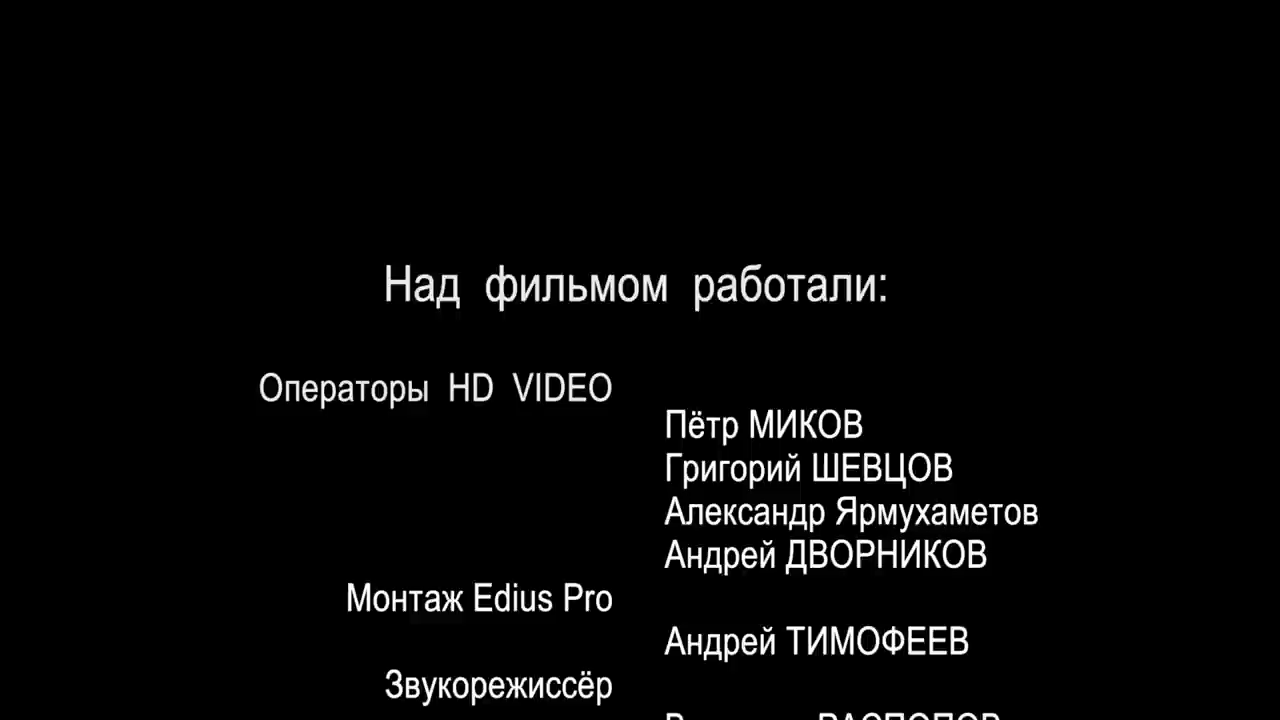 Над фильмом работали:
Операторы HD VIDEO
Пётр МИКОВ
Григорий ШЕВЦОВ
Александр Ярмухаметов
Андрей ДВОРНИКОВ
Монтаж Edius Pro
Андрей ТИМОФЕЕВ
Звукорежиссёр